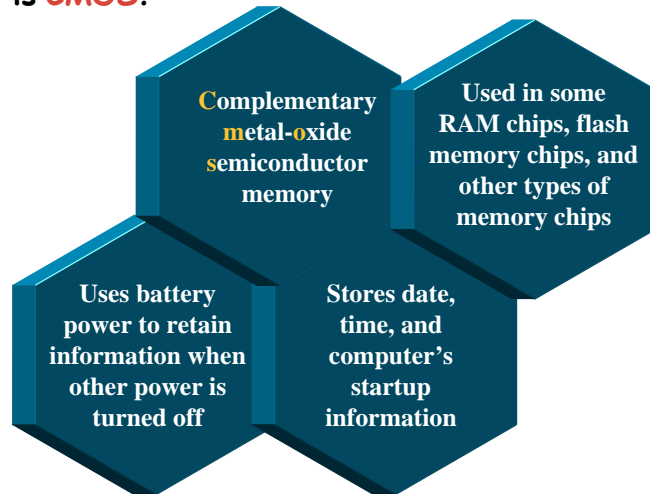 is CMOS?
Complementary
metal-oxide
semiconductor
memory
Used in some
RAM chips, flash
memory chips, and
other types of
memory chips
Uses battery
power to retain
information when
other power is
turned off
Stores date,
time, and
computer's
startup
information